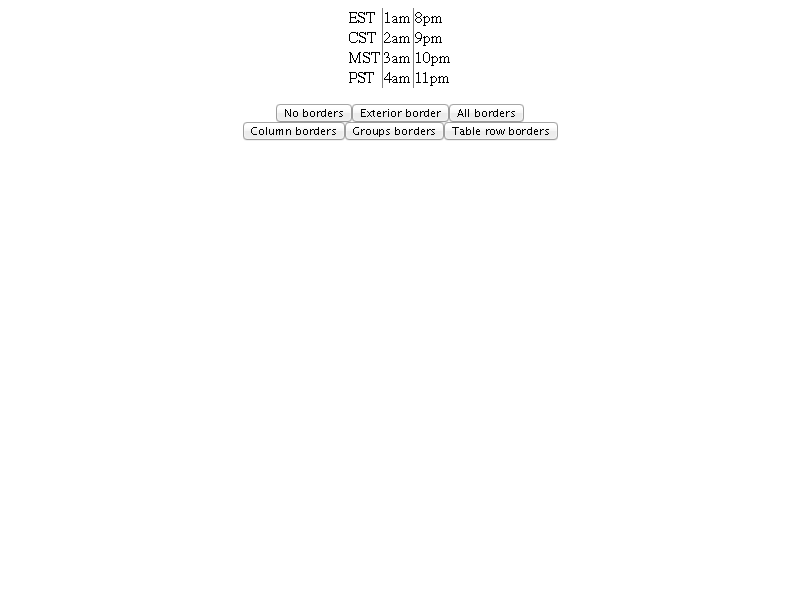 EST 1am 8pm
CST 2am 9pm
MST 3am 10pm
PST 4am 11pm
No borders Exterior border All borders
Column borders Groups borders Table row borders